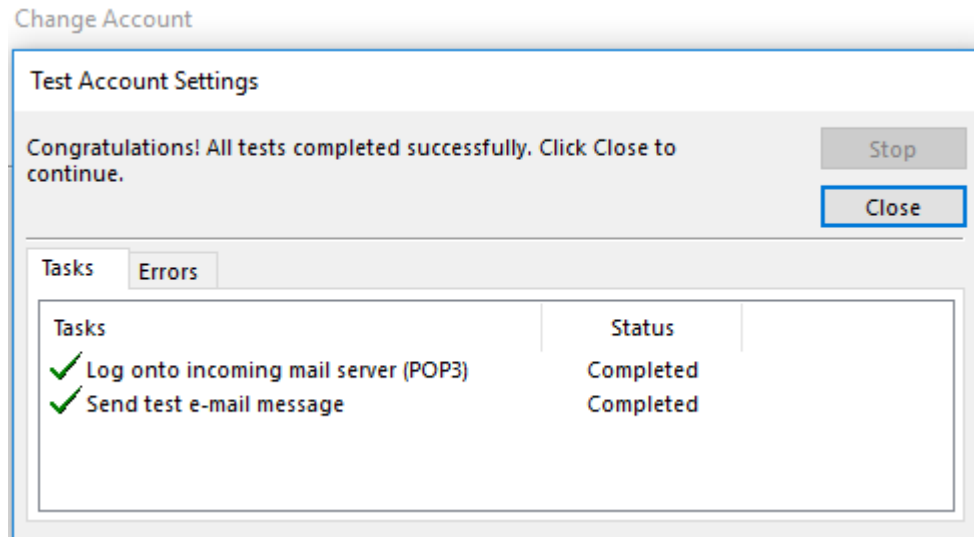 Change Account
Test Account Settings
Congratulations! All tests completed successfully. Click Close to
continue.
Stop
Close
Tasks
Errors
Tasks Status
Log onto incoming mail server (POP3) Completed
Send test e-mail message Completed